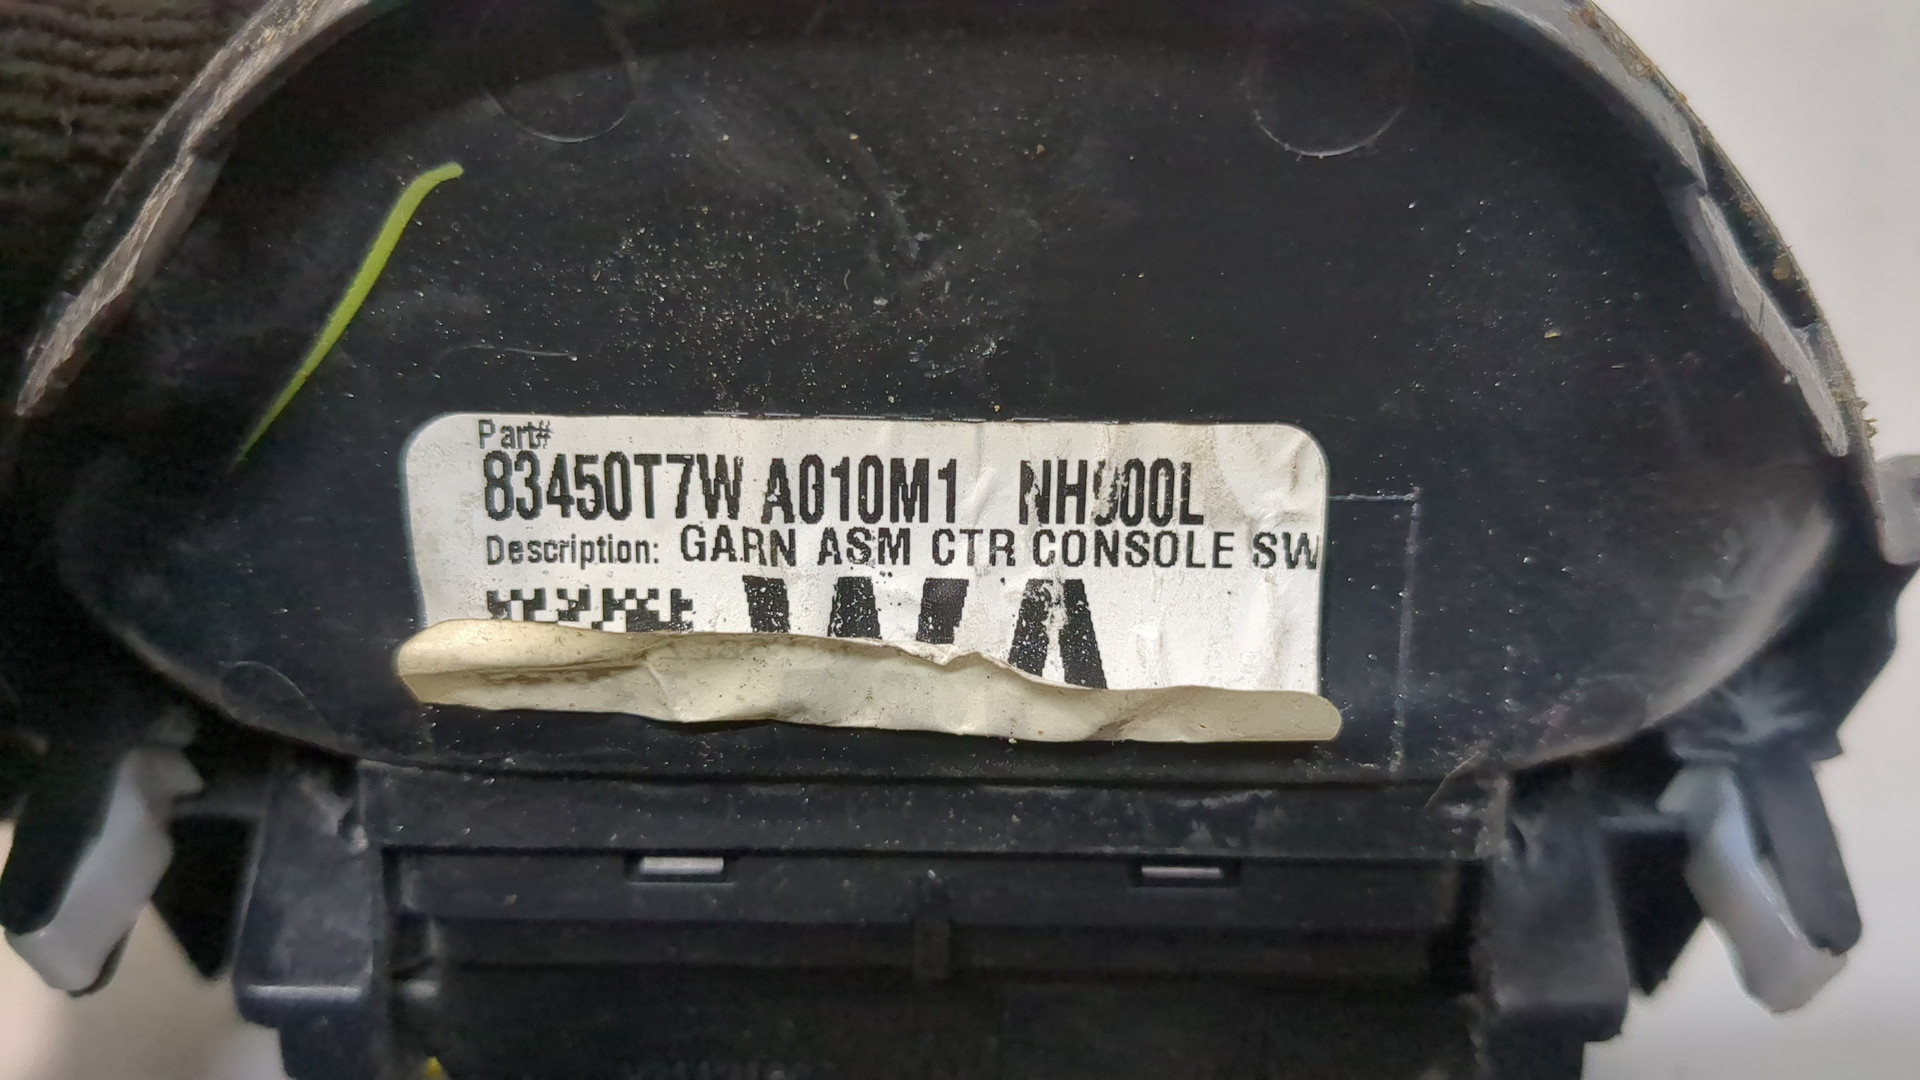 Part#
83450T7W A010M1 NH900L
Description: GARN ASM CTR CONSOLE SW